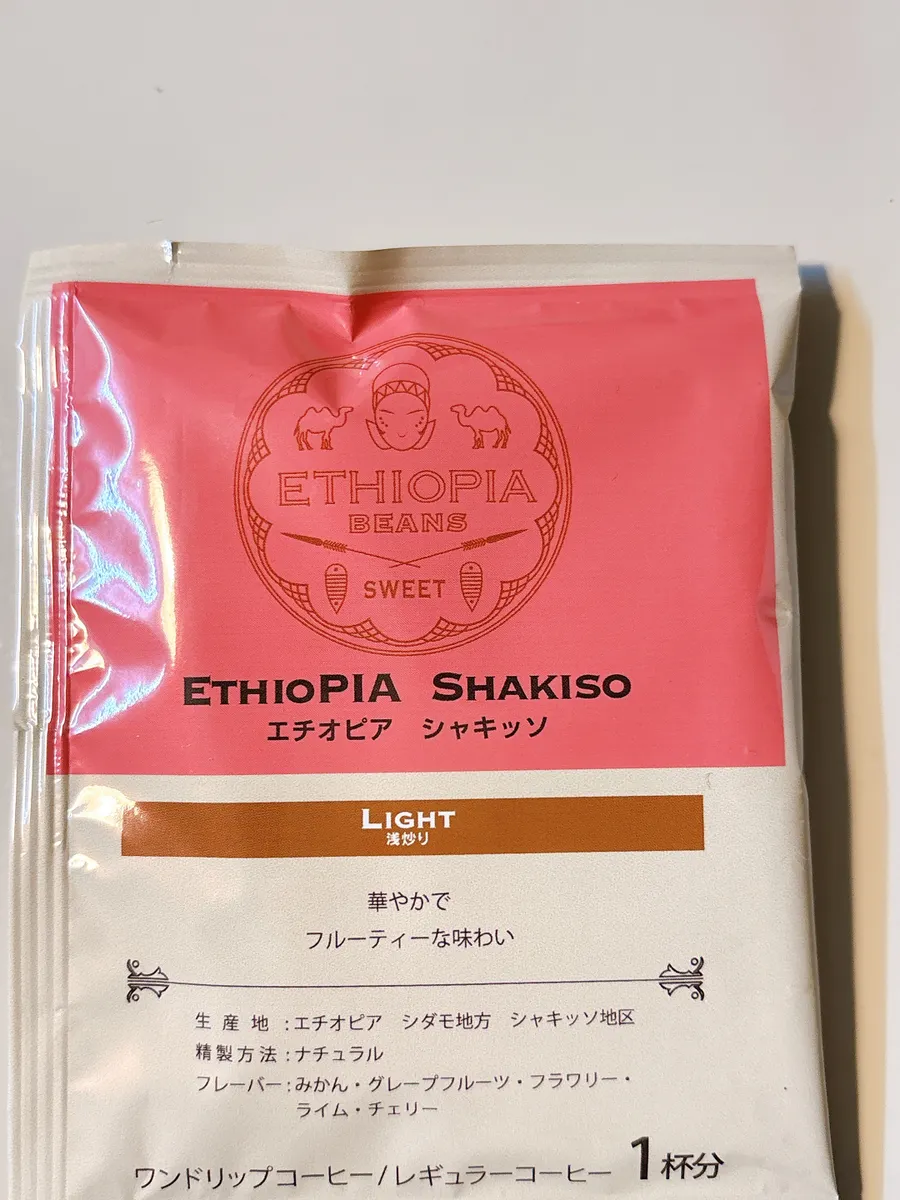 ETHIOPIA
BEANS
SWEET
ETHIOPIA SHAKISO
エチオピア シャキッソ
LIGHT
浅炒り
華やかで
フルーティーな味わい
生産地:エチオピア シダモ地方 シャキッソ地区
精製方法:ナチュラル
フレーバー:みかん・グレープフルーツ・フラワリー・
ライム・チェリー
ワンドリップコーヒー/レギュラーコーヒー 1杯分